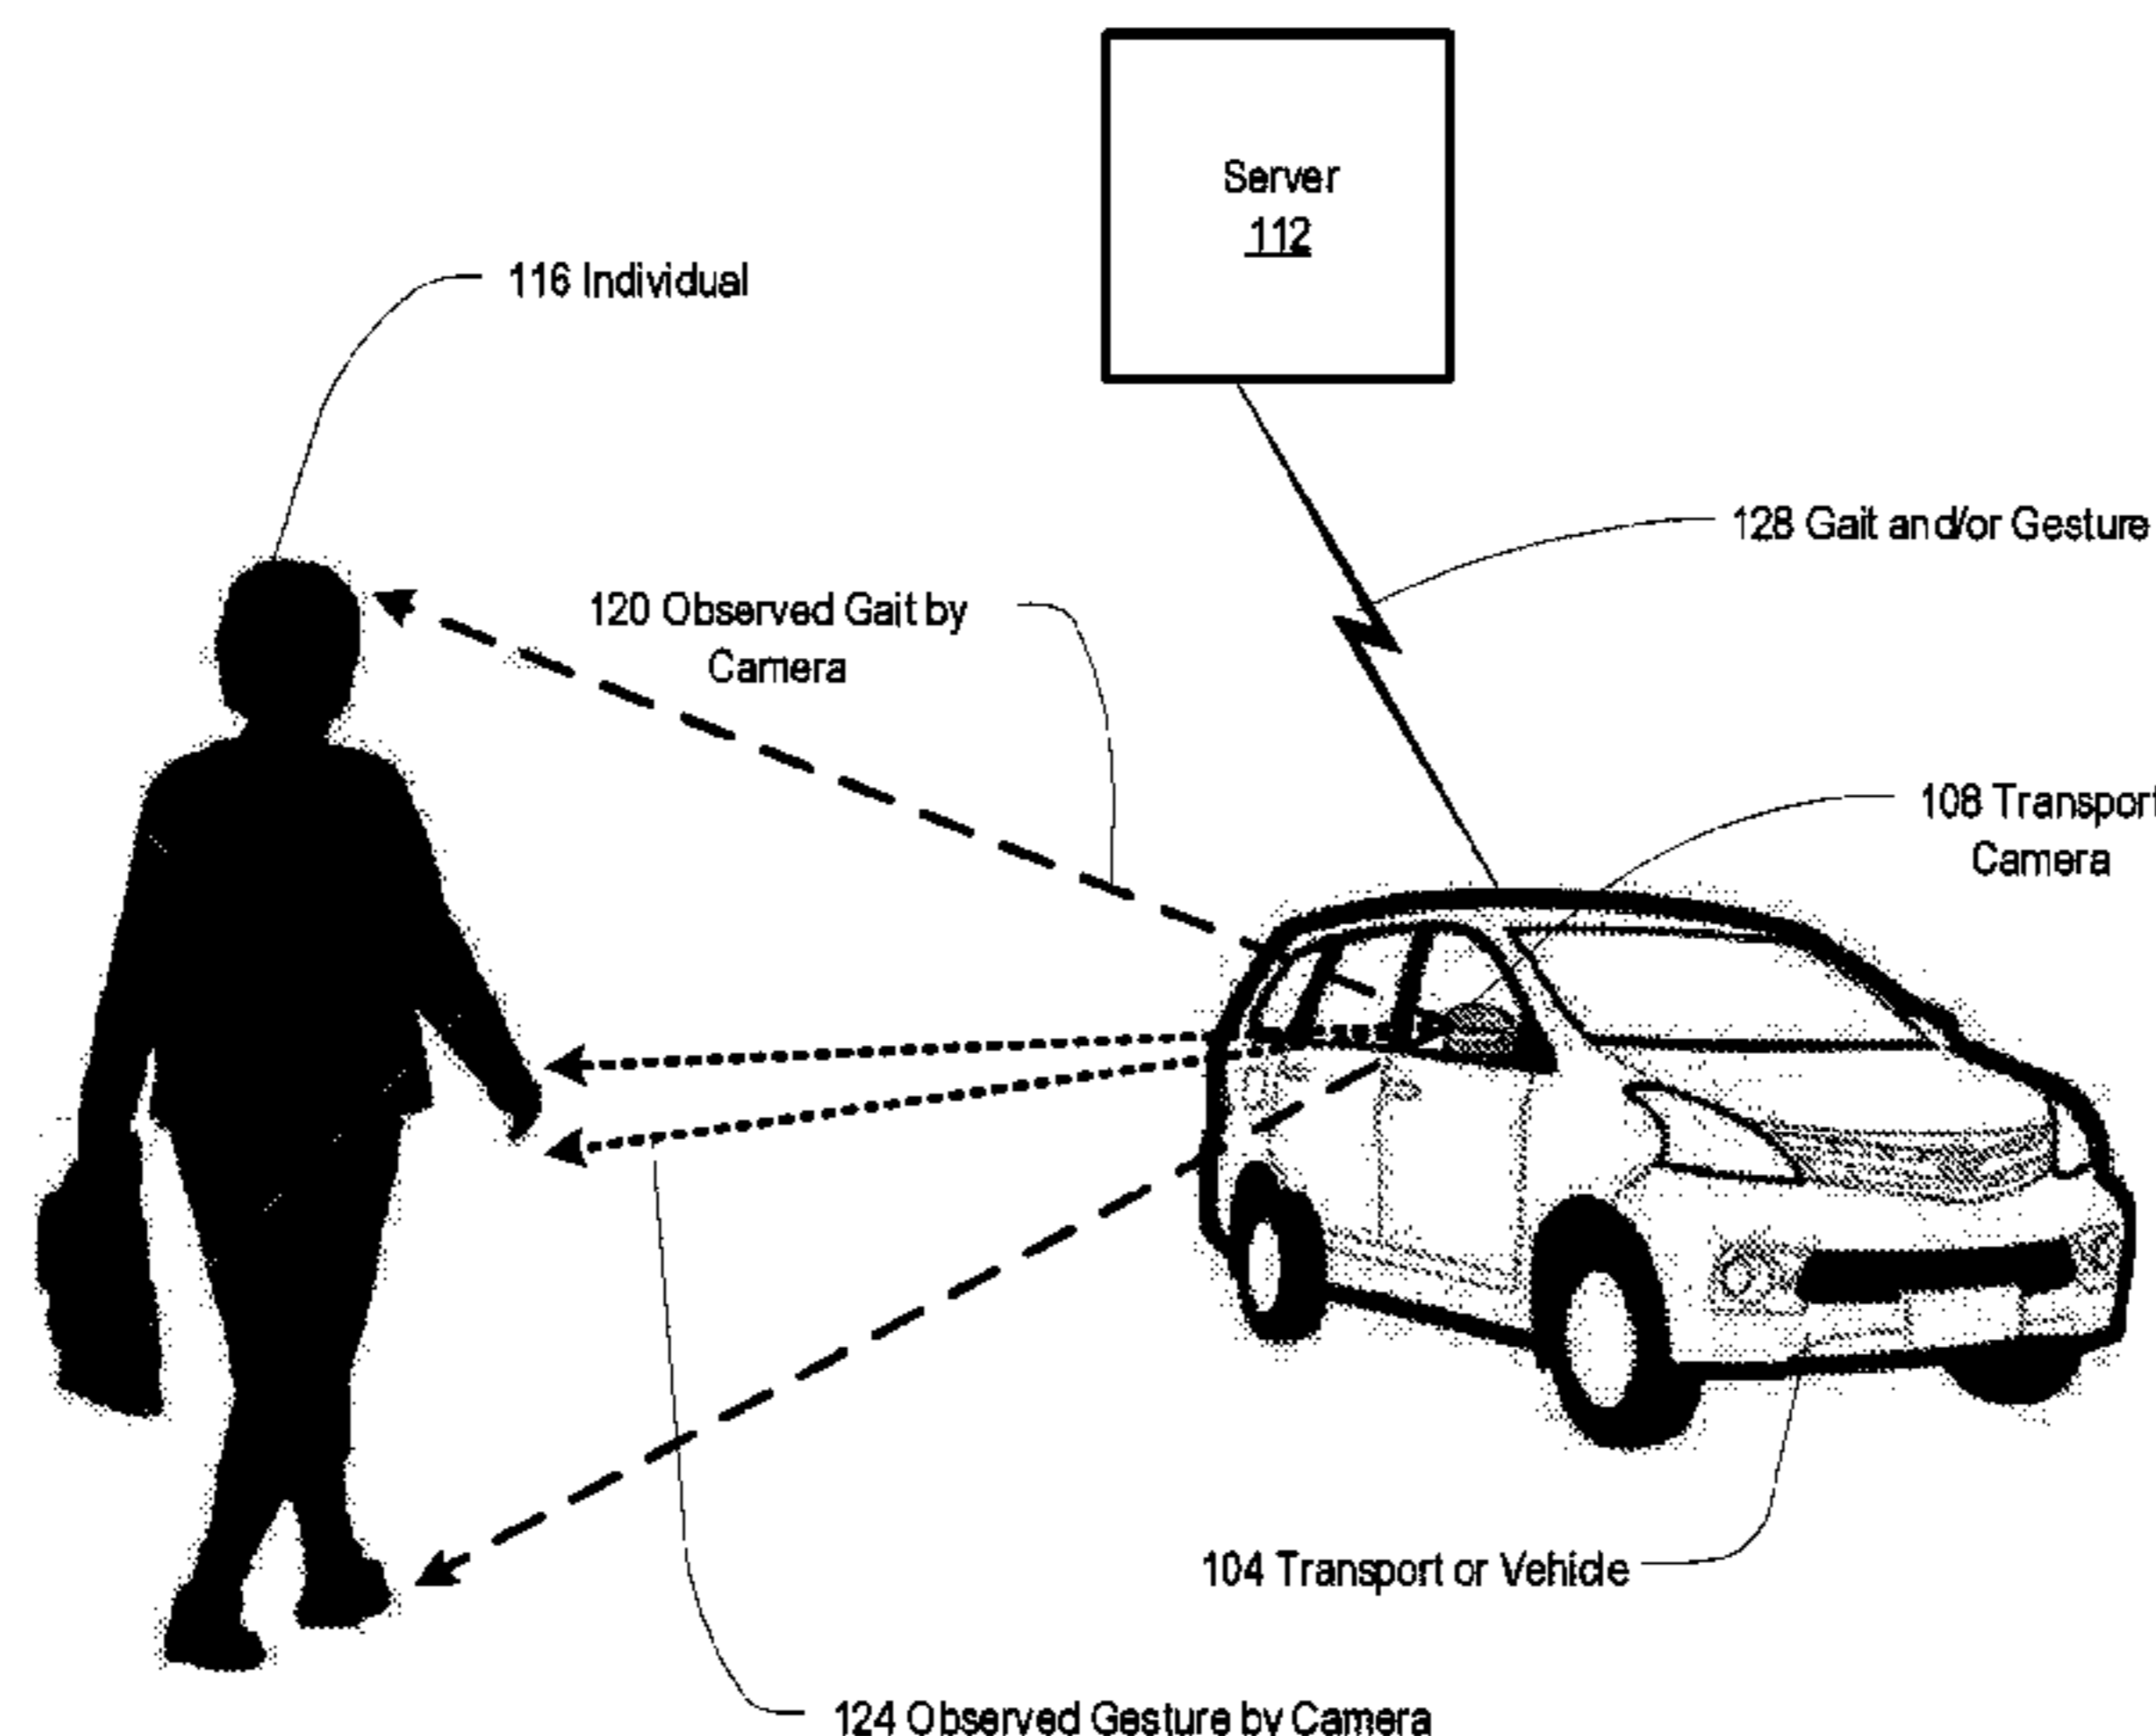 Server
112
116 Individual
128 Gait and/or Gesture
120 Observed Gait by
Camera
108 Transport
Camera
104 Transport or Vehicle
124 Observed Gesture by Camera